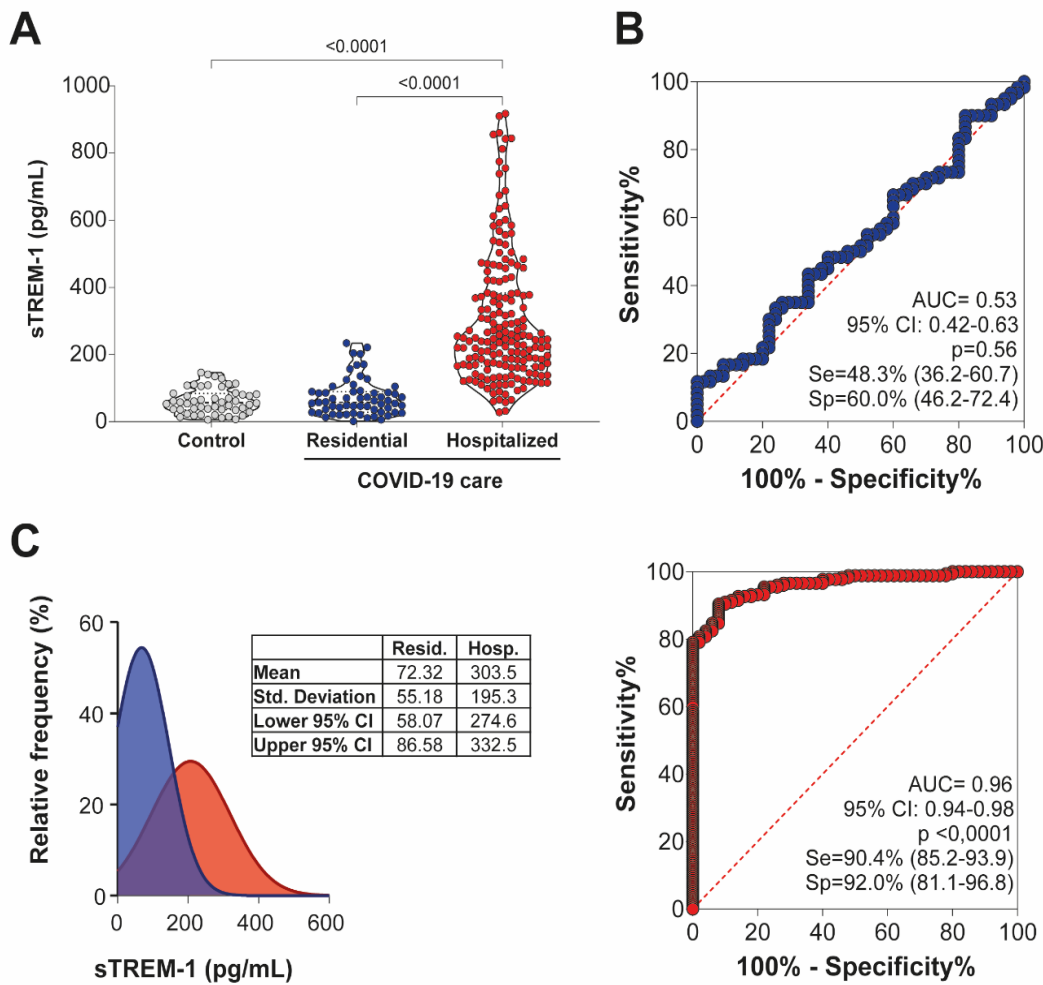 A
<0.0001
<0.0001
1000
800
600
400
200
0
sTREM-1 (pg/mL)
Control
Residential
Hospitalized
COVID-19 care
B
100
80
60
40
20
0
Sensitivity%
AUC= 0.53
95% CI: 0.42-0.63
p=0.56
Se=48.3% (36.2-60.7)
Sp=60.0% (46.2-72.4)
0 20 40 60 80 100
100% - Specificity%
C
60
40
20
0
Relative frequency (%)
0 200 400 600
sTREM-1 (pg/mL)
Resid. Hosp.
Mean 72.32 303.5
Std. Deviation 55.18 195.3
Lower 95% CI 58.07 274.6
Upper 95% CI 86.58 332.5
100
80
60
40
20
0
Sensitivity%
AUC= 0.96
95% CI: 0.94-0.98
p <0,0001
Se=90.4% (85.2-93.9)
Sp=92.0% (81.1-96.8)
0 20 40 60 80 100
100% - Specificity%